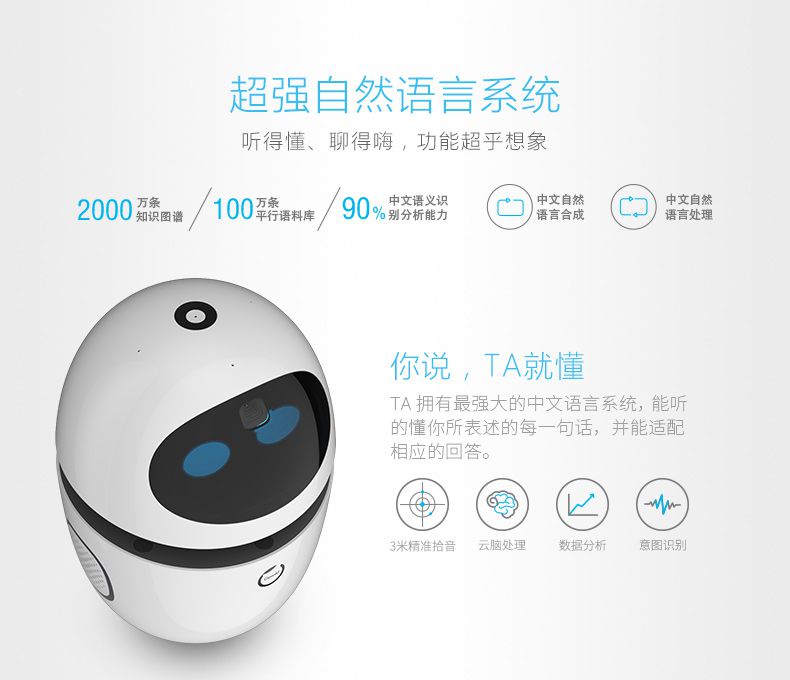 超强自然语言系统
听得懂、聊得嗨，功能超乎想象
2000万条知识图谱/100万条平行语料库/90%中文语义识别分析能力
中文自然语言合成
中文自然语言处理
你说，TA就懂
TA 拥有最强大的中文语言系统，能听
的懂你所表述的每一句话，并能适配
相应的回答。
3米精准拾音 云脑处理 数据分析 意图识别